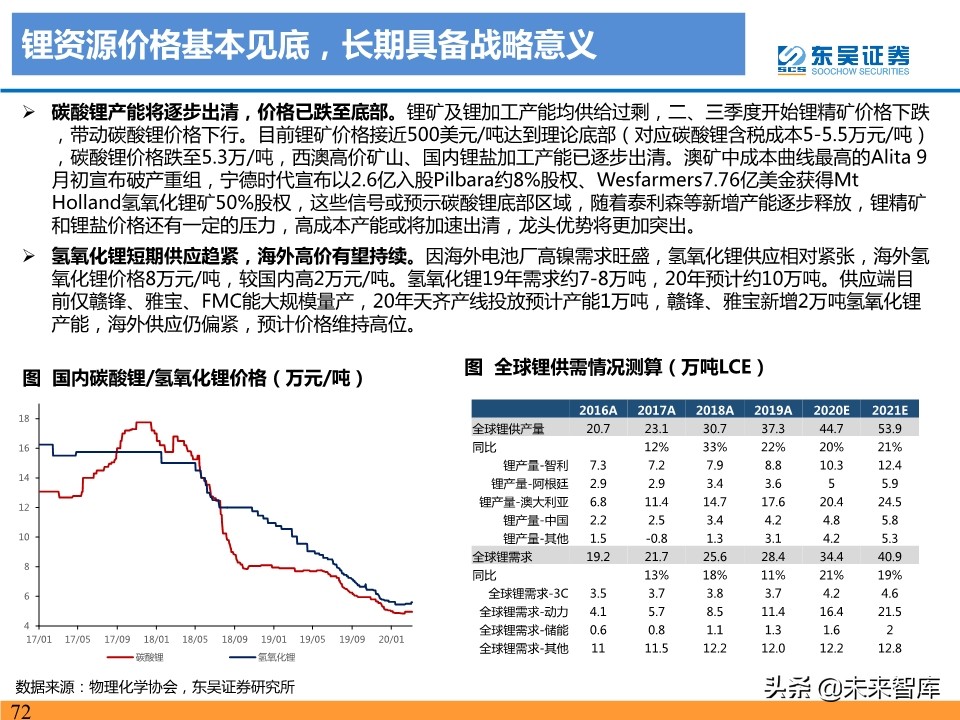 锂资源价格基本见底，长期具备战略意义
东吴证券
SCS
SOOCHOW SECURITIES
➢ 碳酸锂产能将逐步出清，价格已跌至底部。锂矿及锂加工产能均供给过剩，二、三季度开始锂精矿价格下跌
，带动碳酸锂价格下行。目前锂矿价格接近500美元/吨达到理论底部（对应碳酸锂含税成本5-5.5万元/吨）
，碳酸锂价格跌至5.3万/吨，西澳高价矿山、国内锂盐加工产能已逐步出清。澳矿中成本曲线最高的Alita 9
月初宣布破产重组，宁德时代宣布以2.6亿入股Pilbara约8%股权、Wesfarmers7.76亿美金获得Mt
Holland氢氧化锂矿50%股权，这些信号或预示碳酸锂底部区域，随着泰利森等新增产能逐步释放，锂精矿
和锂盐价格还有一定的压力，高成本产能或将加速出清，龙头优势将更加突出。
➢ 氢氧化锂短期供应趋紧，海外高价有望持续。因海外电池厂高镍需求旺盛，氢氧化锂供应相对紧张，海外氢
氧化锂价格8万元/吨，较国内高2万元/吨。氢氧化锂19年需求约7-8万吨，20年预计约10万吨。供应端目
前仅赣锋、雅宝、FMC能大规模量产，20年天齐产线投放预计产能1万吨，赣锋、雅宝新增2万吨氢氧化锂
产能，海外供应仍偏紧，预计价格维持高位。
图 国内碳酸锂/氢氧化锂价格（万元/吨）
18
16
14
12
10
8
6
4
17/01 17/05 17/09 18/01 18/05 18/09 19/01 19/05 19/09 20/01
碳酸锂 氢氧化锂
图 全球锂供需情况测算（万吨LCE）
2016A 2017A 2018A 2019A 2020E 2021E
全球锂供产量 20.7 23.1 30.7 37.3 44.7 53.9
同比 12% 33% 22% 20% 21%
锂产量-智利 7.3 7.2 7.9 8.8 10.3 12.4
锂产量-阿根廷 2.9 2.9 3.4 3.6 5 5.9
锂产量-澳大利亚 6.8 11.4 14.7 17.6 20.4 24.5
锂产量-中国 2.2 2.5 3.4 4.2 4.8 5.8
锂产量-其他 1.5 -0.8 1.3 3.1 4.2 5.3
全球锂需求 19.2 21.7 25.6 28.4 34.4 40.9
同比 13% 18% 11% 21% 19%
全球锂需求-3C 3.5 3.7 3.8 3.7 4.2 4.6
全球锂需求-动力 4.1 5.7 8.5 11.4 16.4 21.5
全球锂需求-储能 0.6 0.8 1.1 1.3 1.6 2
全球锂需求-其他 11 11.5 12.2 12.0 12.2 12.8
数据来源：物理化学协会，东吴证券研究所
头条 @未来智库
72